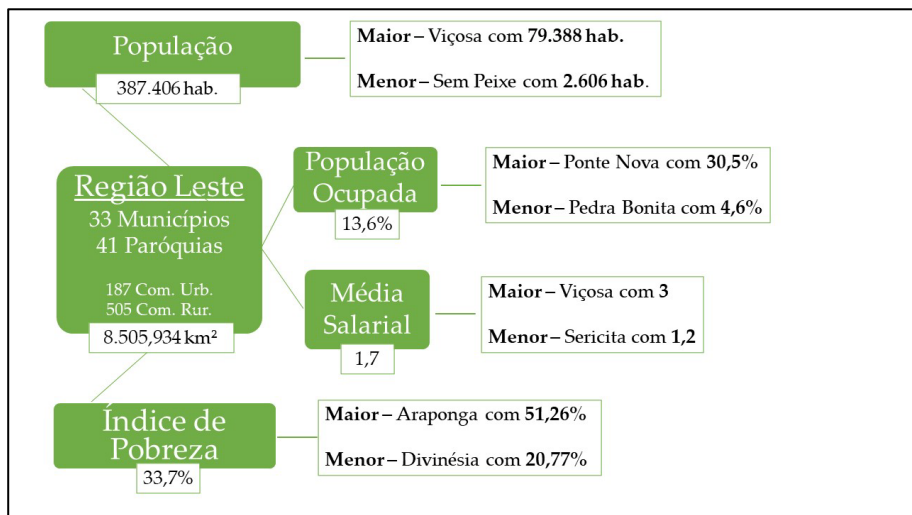 População
387.406 hab.
Maior – Viçosa com 79.388 hab.
Menor – Sem Peixe com 2.606 hab.
Região Leste
33 Municípios
41 Paróquias
187 Com. Urb.
505 Com. Rur.
8.505,934 km²
População
Ocupada
13,6%
Maior – Ponte Nova com 30,5%
Menor – Pedra Bonita com 4,6%
Média
Salarial
1,7
Maior – Viçosa com 3
Menor – Sericita com 1,2
Índice de
Pobreza
33,7%
Maior – Araponga com 51,26%
Menor – Divinésia com 20,77%